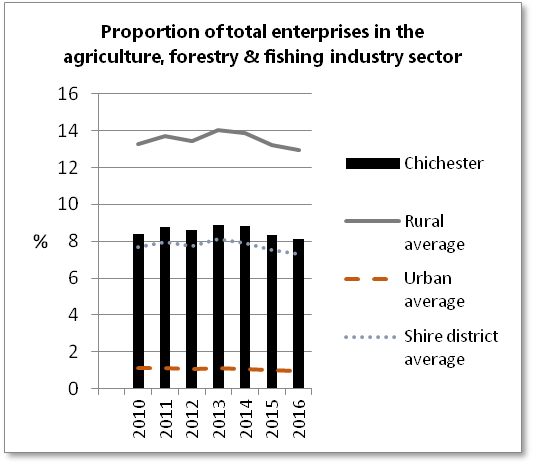 Proportion of total enterprises in the
agriculture, forestry & fishing industry sector
16
14
12
10
8
6
4
2
0
%
2010
2011
2012
2013
2014
2015
2016
Chichester
Rural
average
Urban
average
Shire district
average